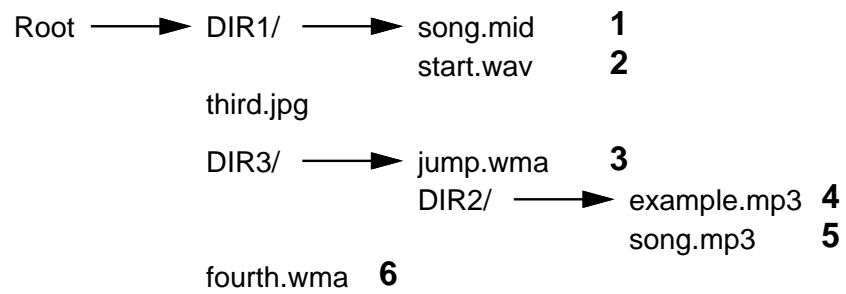 Root DIR1/ song.mid 1
start.wav 2
third.jpg
DIR3/ jump.wma 3
DIR2/ example.mp3 4
song.mp3 5
fourth.wma 6